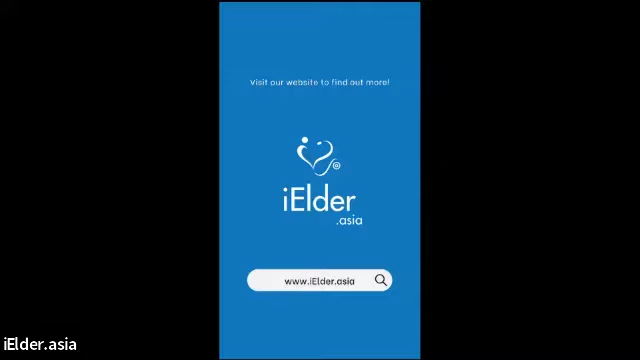 Visit our website to find out more!
iElder
.asia
www.iElder.asia
iElder.asia